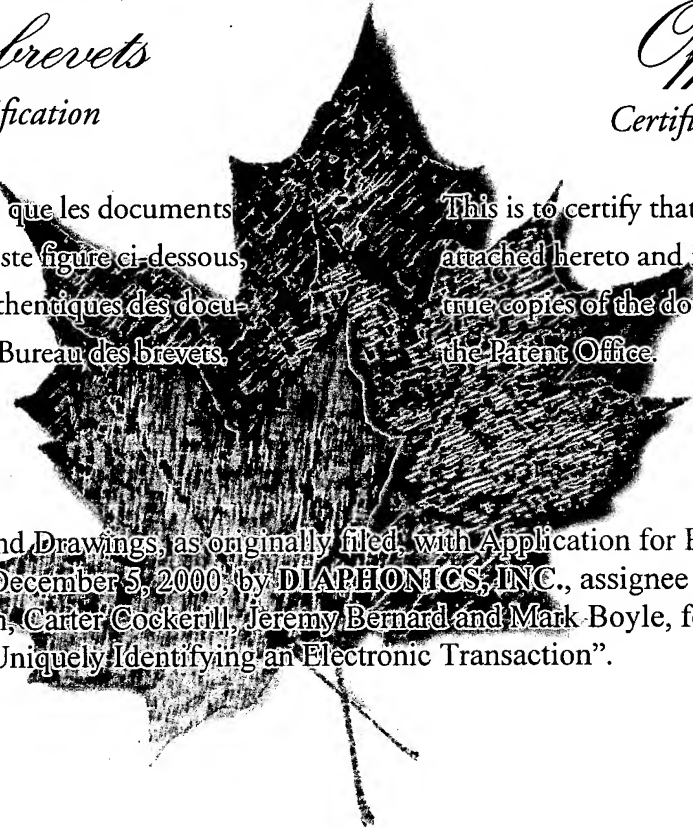 brevets
fication
Certifi
que les documents
ste figure ci-dessous,
thentiques des docu-
Bureau des brevets.
This is to certify that
attached hereto and
true copies of the do
the Patent Office.
nd Drawings, as originally filed, with Application for
December 5, 2000, by DIAPHONICS, INC., assignee
Carter Cockerill, Jeremy Bernard and Mark Boyle, f
Uniquely Identifying an Electronic Transaction".